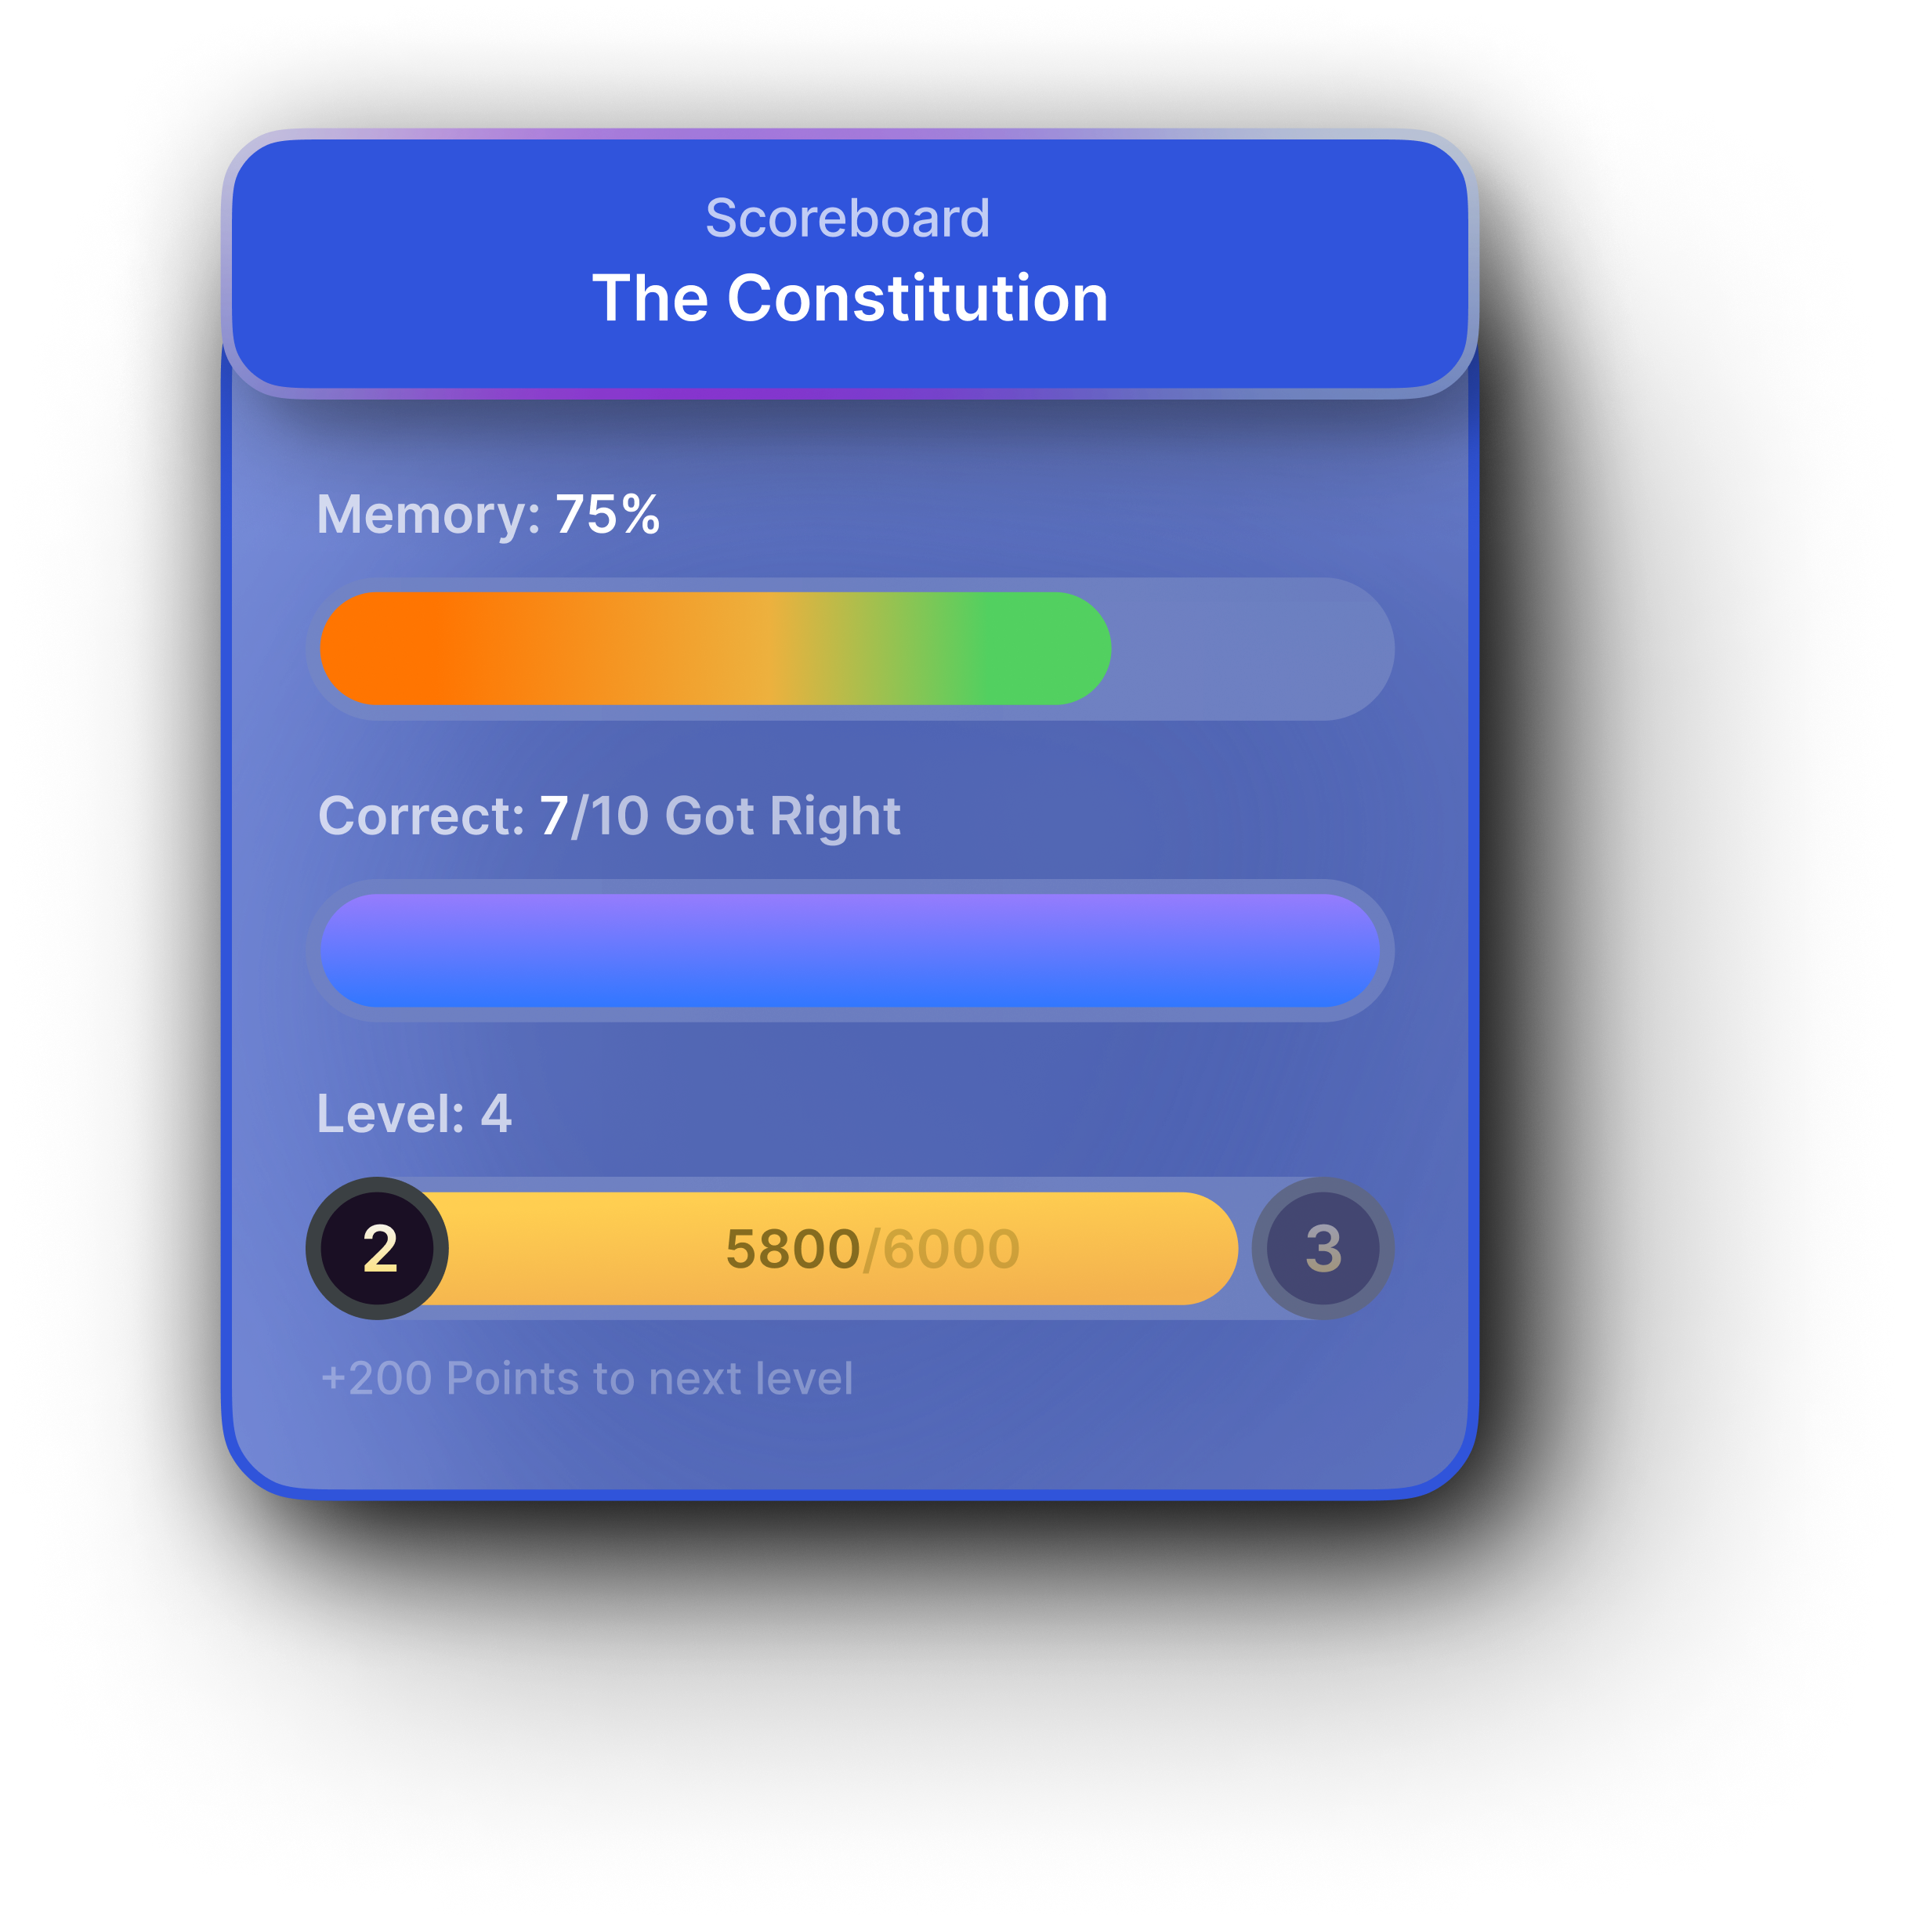 Scoreboard
The Constitution
Memory: 75%
Correct: 7/10 Got Right
Level: 4
2 5800/6000 3
+200 Points to next level